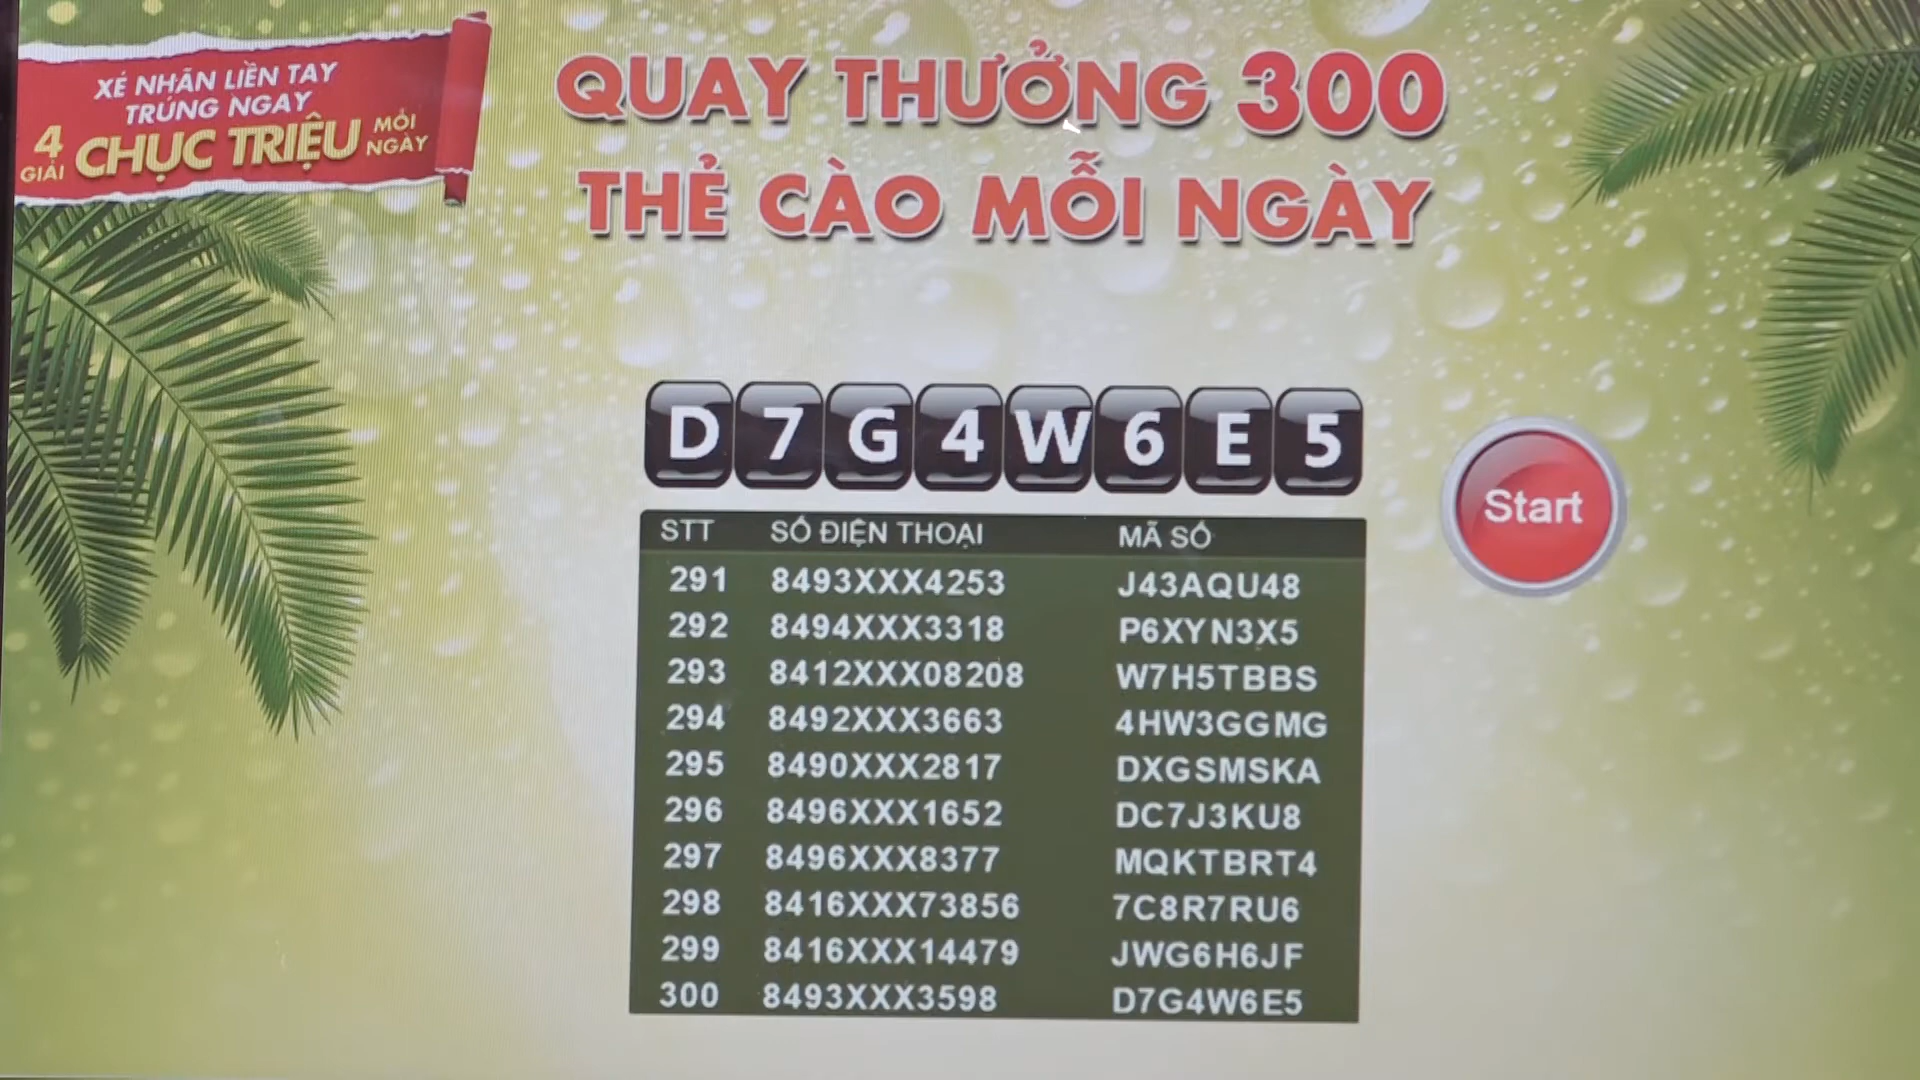 XÉ NHÃN LIỀN TAY
TRÚNG NGAY
4 GIẢI CHỤC TRIỆU MỖI NGÀY
QUAY THƯỞNG 300
THẺ CÀO MỖI NGÀY
D7G4W6E5
Start
STT SỐ ĐIỆN THOẠI MÃ SỐ
291 8493XXX4253 J43AQU48
292 8494XXX3318 P6XYN3X5
293 8412XXX08208 W7H5TBBS
294 8492XXX3663 4HW3GGMG
295 8490XXX2817 DXGSMSKA
296 8496XXX1652 DC7J3KU8
297 8496XXX8377 MQKTBRT4
298 8416XXX73856 7C8R7RU6
299 8416XXX14479 JWG6H6JF
300 8493XXX3598 D7G4W6E5